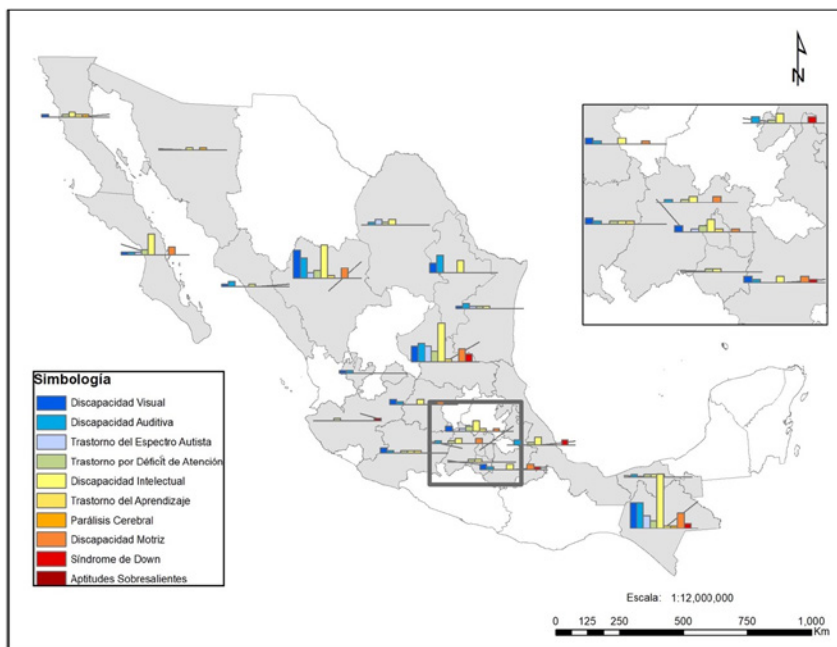 N
Simbología
Discapacidad Visual
Discapacidad Auditiva
Trastorno del Espectro Autista
Trastorno por Déficit de Atención
Discapacidad Intelectual
Trastorno del Aprendizaje
Parálisis Cerebral
Discapacidad Motriz
Síndrome de Down
Aptitudes Sobresalientes
Escala: 1:12,000,000
0 125 250 500 750 1,000
Km